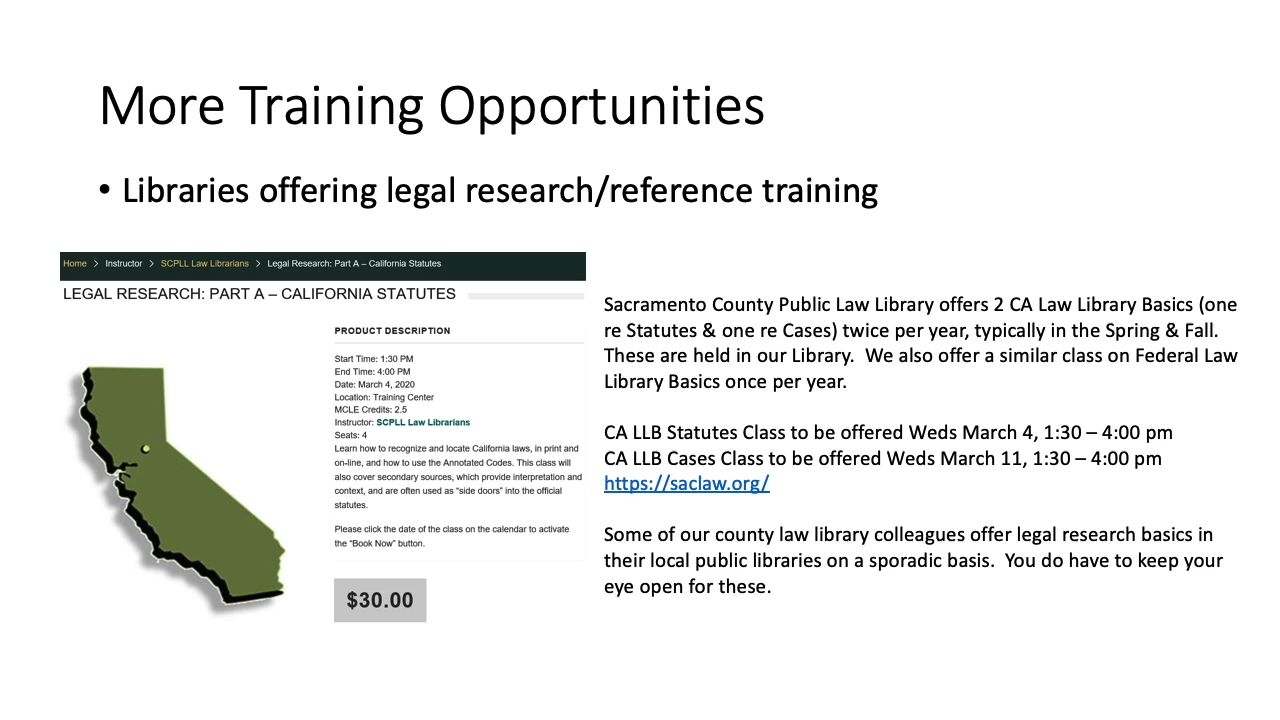 More Training Opportunities
• Libraries offering legal research/reference training
Home > Instructor > SCPLL Law Librarians > Legal Research: Part A – California Statutes
LEGAL RESEARCH: PART A – CALIFORNIA STATUTES
PRODUCT DESCRIPTION
Start Time: 1:30 PM
End Time: 4:00 PM
Date: March 4, 2020
Location: Training Center
MCLE Credits: 2.5
Instructor: SCPLL Law Librarians
Seats: 4
Learn how to recognize and locate California laws, in print and
on-line, and how to use the Annotated Codes. This class will
also cover secondary sources, which provide interpretation and
context, and are often used as “side doors” into the official
statutes.
Please click the date of the class on the calendar to activate
the “Book Now” button.
$30.00
Sacramento County Public Law Library offers 2 CA Law Library Basics (one
re Statutes & one re Cases) twice per year, typically in the Spring & Fall.
These are held in our Library.  We also offer a similar class on Federal Law
Library Basics once per year.
CA LLB Statutes Class to be offered Weds March 4, 1:30 – 4:00 pm
CA LLB Cases Class to be offered Weds March 11, 1:30 – 4:00 pm
https://saclaw.org/
Some of our county law library colleagues offer legal research basics in
their local public libraries on a sporadic basis.  You do have to keep your
eye open for these.